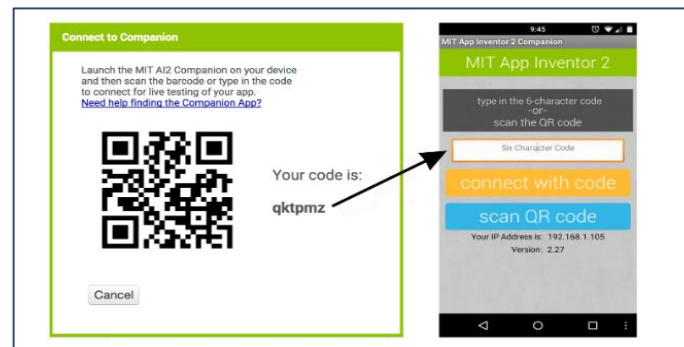 Connect to Companion
Launch the MIT AI2 Companion on your device
and then scan the barcode or type in the code
to connect for live testing of your app.
Need help finding the Companion App?
Your code is:
qktpmz
Cancel
9:45
MIT App Inventor 2 Companion
MIT App Inventor 2
type in the 6-character code
-or-
scan the QR code
Six Character Code
connect with code
scan QR code
Your IP Address is: 192.168.1.105
Version: 2.27